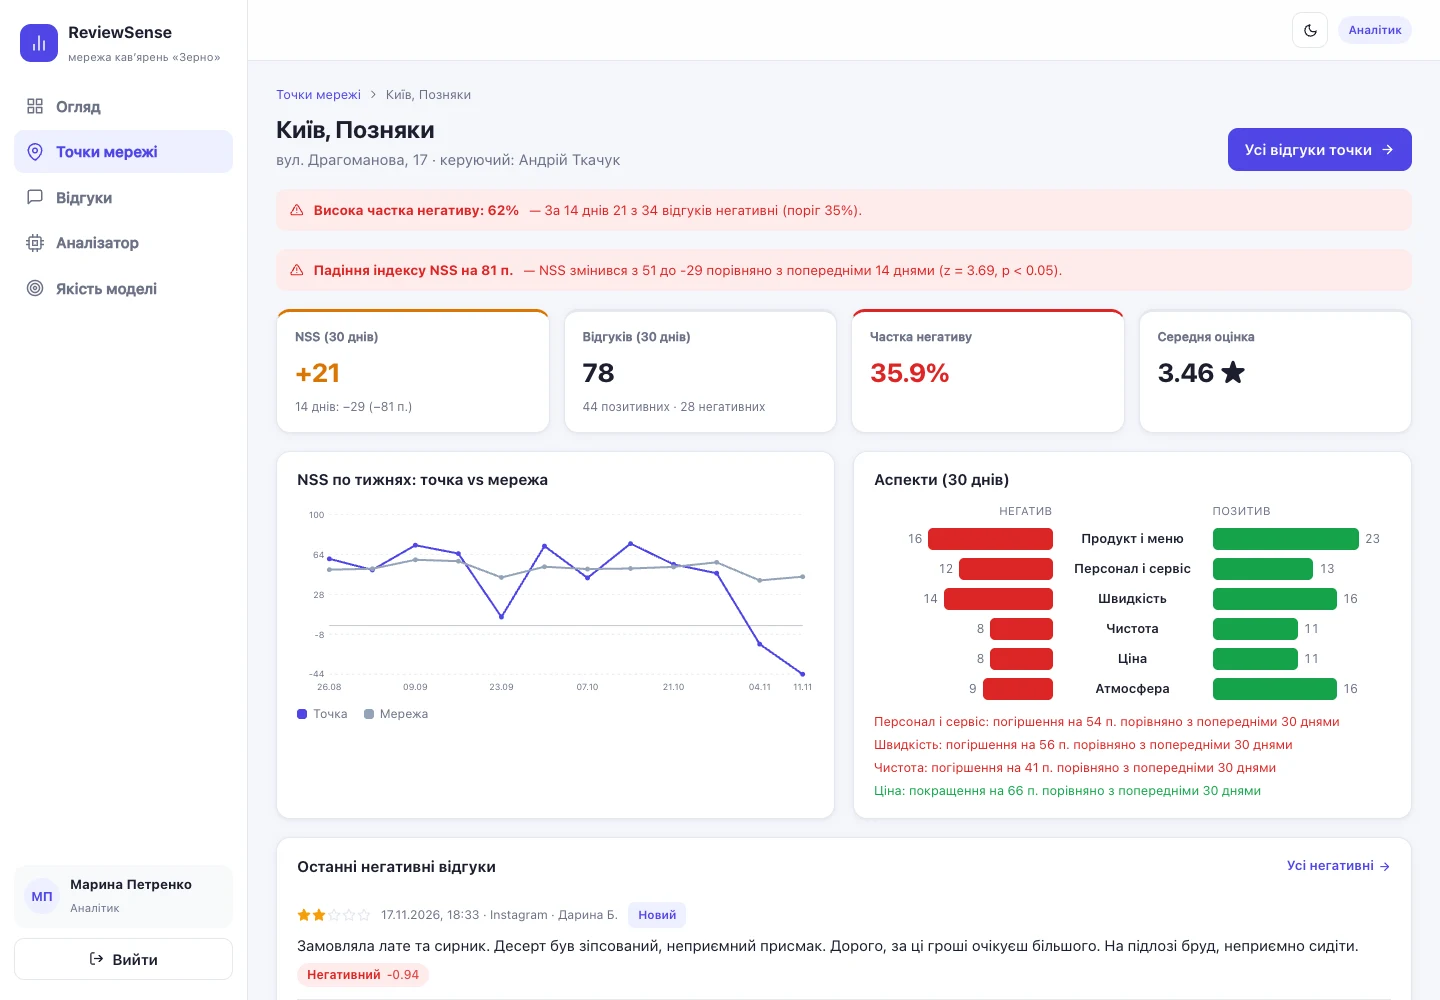 ReviewSense
мережа кав’ярень «Зерно»
Огляд
Точки мережі
Відгуки
Аналізатор
Якість моделі
МП
Марина Петренко
Аналітик
Вийти
Аналітик
Точки мережі > Київ, Позняки
Київ, Позняки
вул. Драгоманова, 17 · керуючий: Андрій Ткачук
Усі відгуки точки →
Висока частка негативу: 62% — За 14 днів 21 з 34 відгуків негативні (поріг 35%).
Падіння індексу NSS на 81 п. — NSS змінився з 51 до -29 порівняно з попередніми 14 днями (z = 3.69, p < 0.05).
NSS (30 днів)
+21
14 днів: −29 (−81 п.)
Відгуків (30 днів)
78
44 позитивних · 28 негативних
Частка негативу
35.9%
Середня оцінка
3.46 ★
NSS по тижнях: точка vs мережа
100
64
28
-8
-44
26.08 09.09 23.09 07.10 21.10 04.11 11.11
Точка Мережа
Аспекти (30 днів)
НЕГАТИВ ПОЗИТИВ
16 Продукт і меню 23
12 Персонал і сервіс 13
14 Швидкість 16
8 Чистота 11
8 Ціна 11
9 Атмосфера 16
Персонал і сервіс: погіршення на 54 п. порівняно з попередніми 30 днями
Швидкість: погіршення на 56 п. порівняно з попередніми 30 днями
Чистота: погіршення на 41 п. порівняно з попередніми 30 днями
Ціна: покращення на 66 п. порівняно з попередніми 30 днями
Останні негативні відгуки
Усі негативні →
★★☆☆☆ 17.11.2026, 18:33 · Instagram · Дарина Б. Новий
Замовляла лате та сирник. Десерт був зіпсований, неприємний присмак. Дорого, за ці гроші очікуєш більшого. На підлозі бруд, неприємно сидіти.
Негативний -0.94